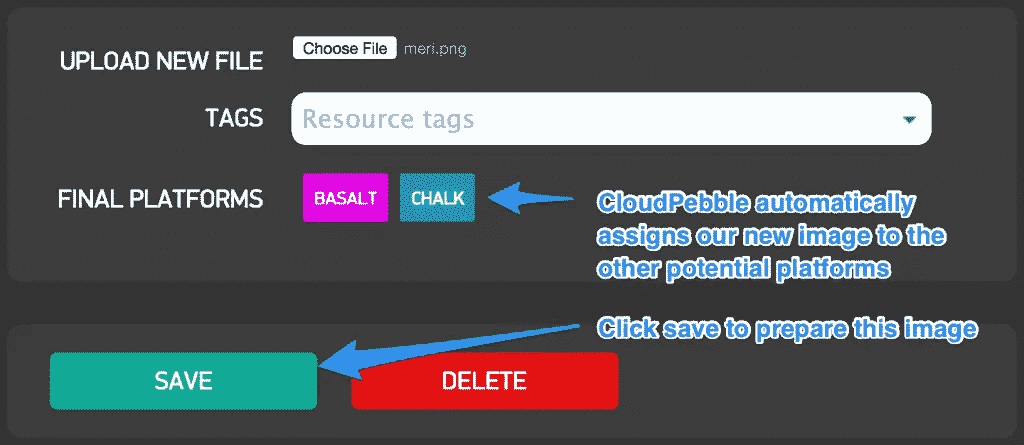 UPLOAD NEW FILE
Choose File meri.png
TAGS
Resource tags
FINAL PLATFORMS
BASALT
CHALK
CloudPebble automatically
assigns our new image to the
other potential platforms
Click save to prepare this image
SAVE
DELETE